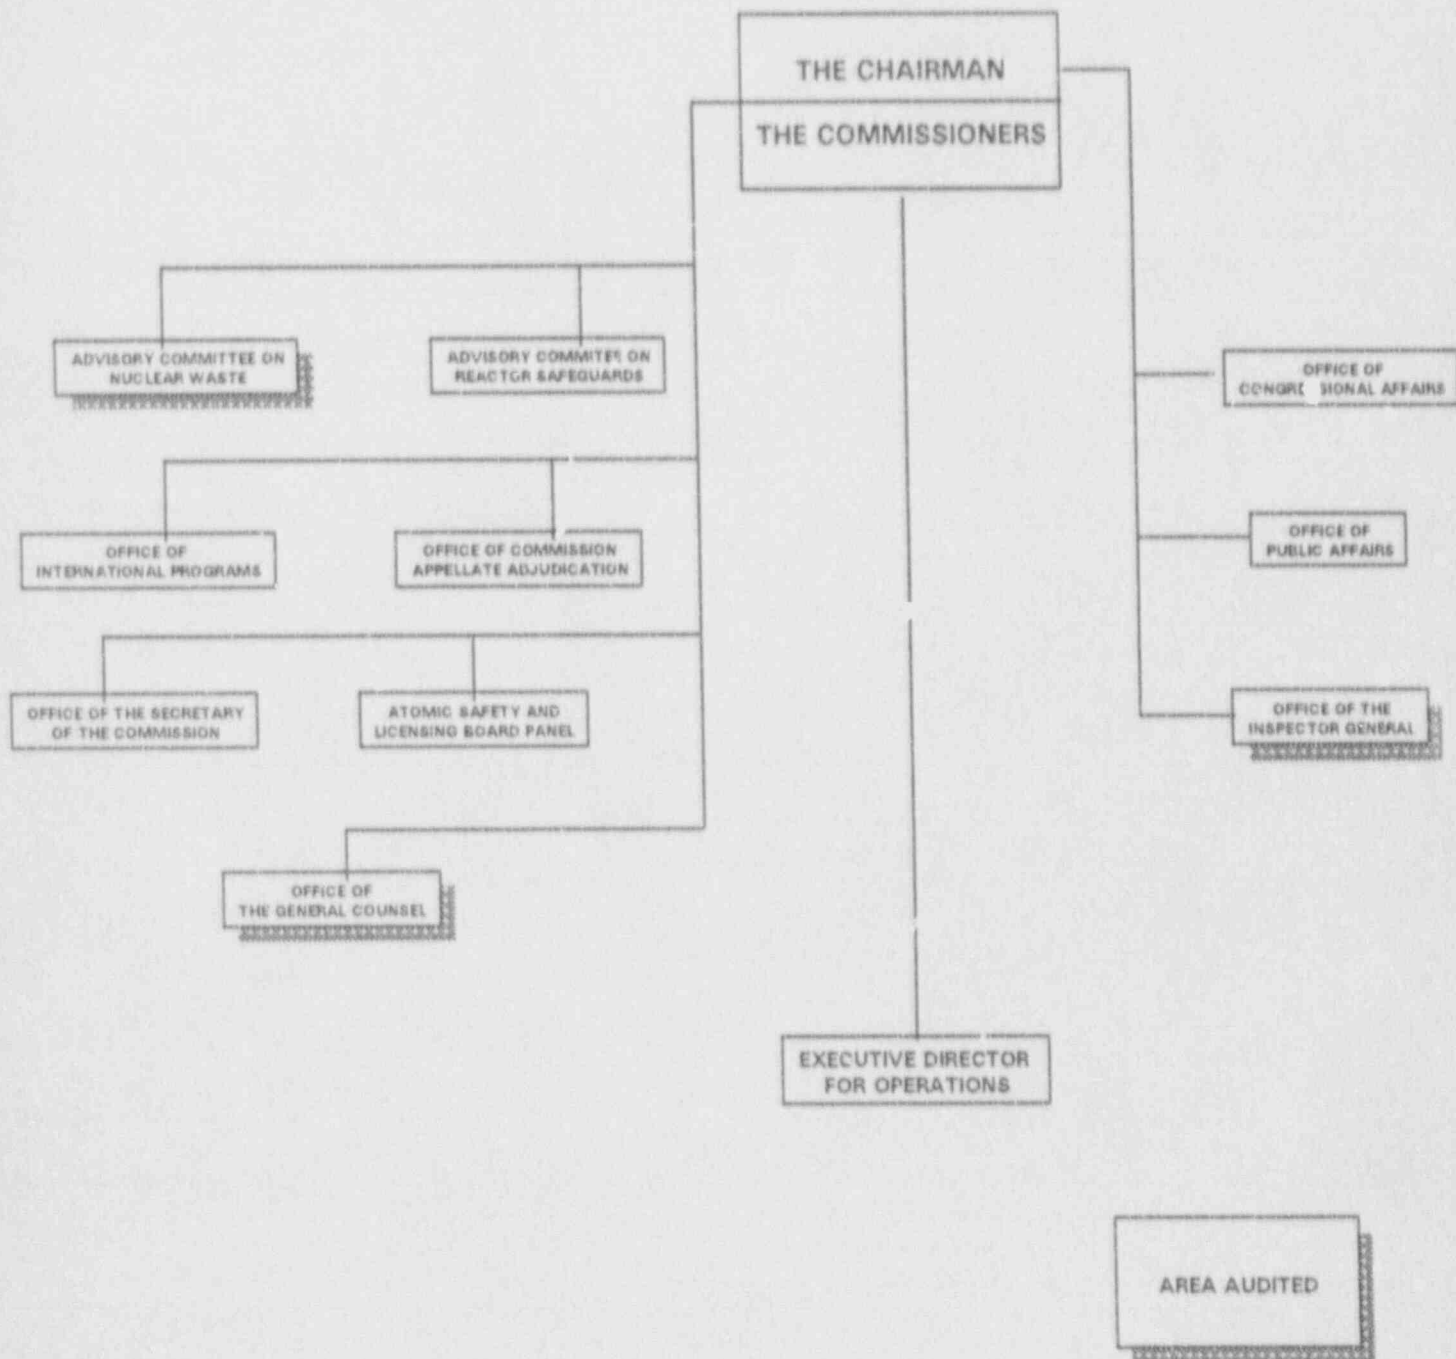 THE CHAIRMAN
THE COMMISSIONERS
ADVISORY COMMITTEE ON
NUCLEAR WASTE
ADVISORY COMMITEE ON
REACTOR SAFEGUARDS
OFFICE OF
INTERNATIONAL PROGRAMS
OFFICE OF COMMISSION
APPELLATE ADJUDICATION
OFFICE OF THE SECRETARY
OF THE COMMISSION
ATOMIC SAFETY AND
LICENSING BOARD PANEL
OFFICE OF
THE GENERAL COUNSEL
OFFICE OF
AFFAIRS
OFFICE OF
PUBLIC AFFAIRS
OFFICE OF THE
INSPECTOR GENERAL
EXECUTIVE DIRECTOR
FOR OPERATIONS
AREA AUDITED